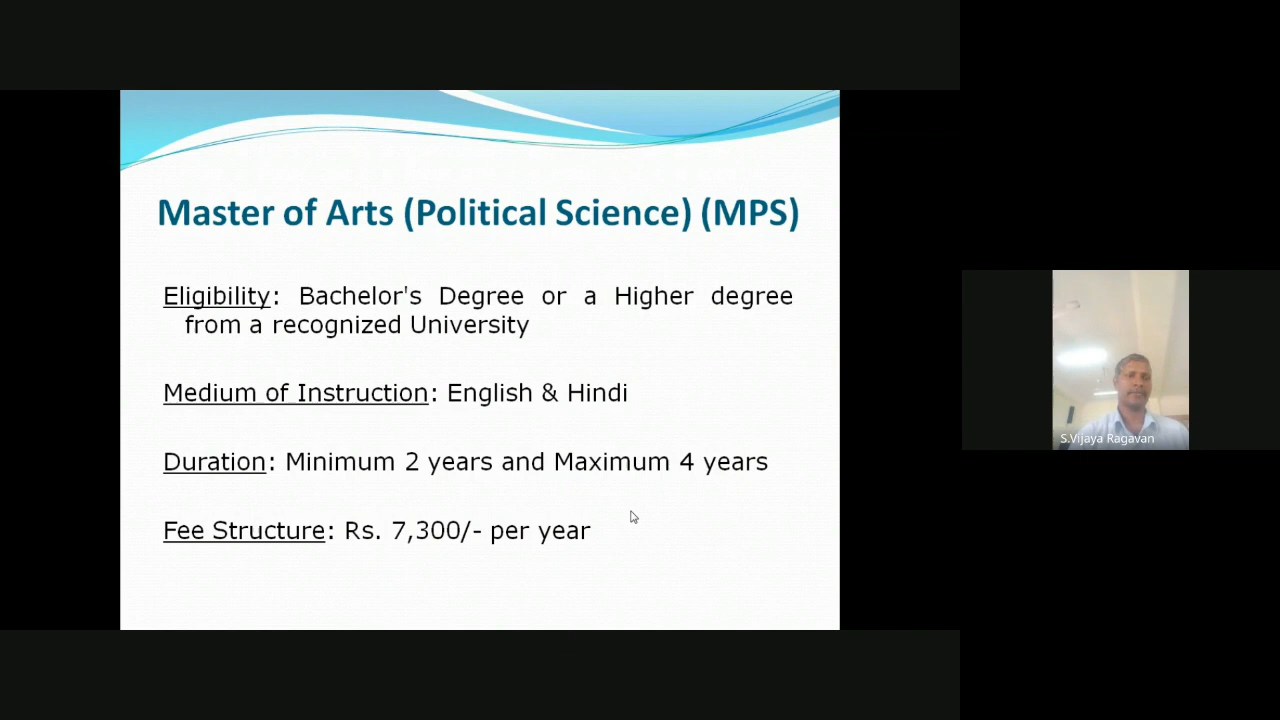 Master of Arts (Political Science) (MPS)
Eligibility: Bachelor's Degree or a Higher degree
from a recognized University
Medium of Instruction: English & Hindi
Duration: Minimum 2 years and Maximum 4 years
Fee Structure: Rs. 7,300/- per year
S.Vijaya Ragavan